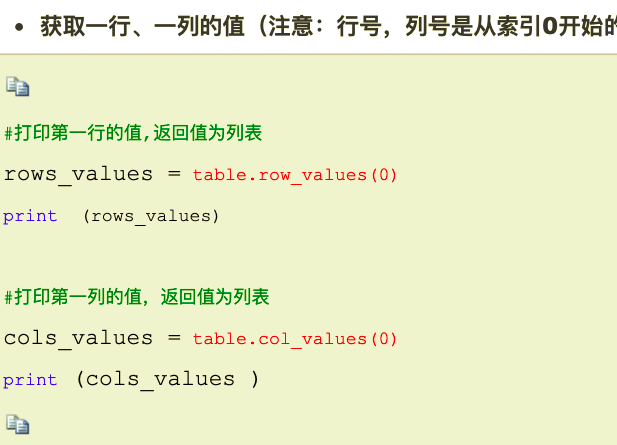 • 获取一行、一列的值（注意：行号，列号是从索引0开始的
#打印第一行的值,返回值为列表
rows_values = table.row_values(0)
print (rows_values)
#打印第一列的值，返回值为列表
cols_values = table.col_values(0)
print (cols_values )